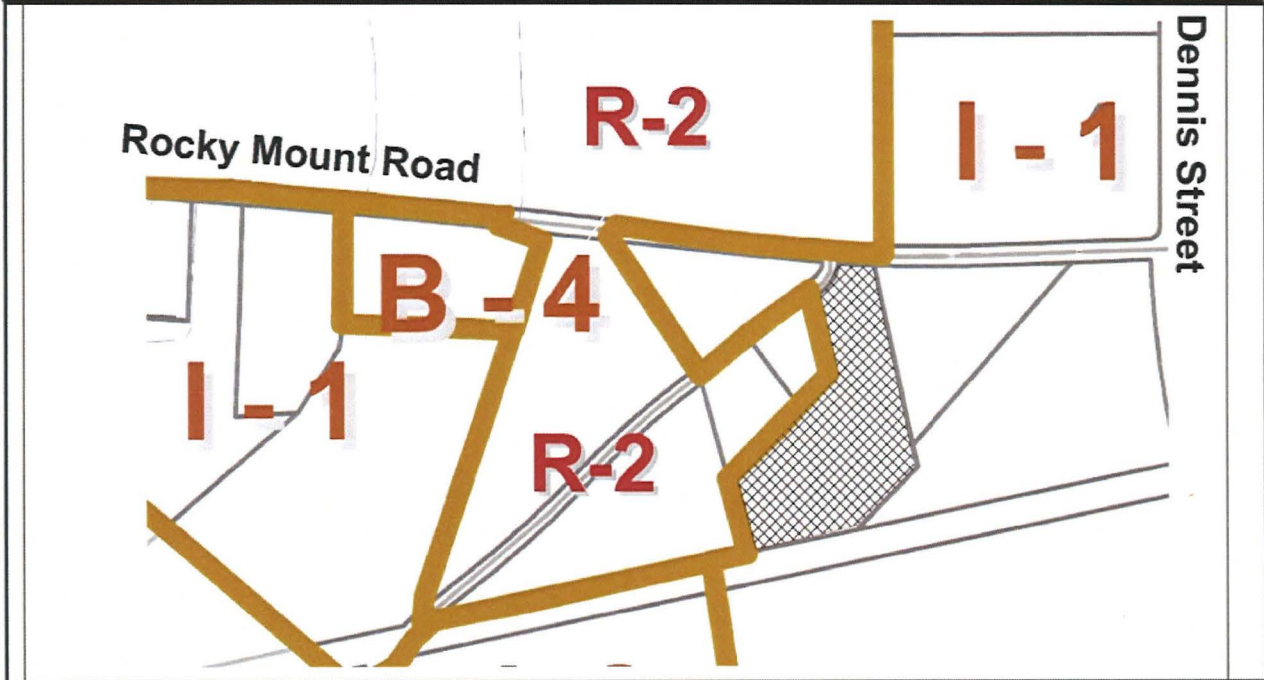 R-2
I - 1
Dennis Street
Rocky Mount Road
B - 4
I - 1
R-2